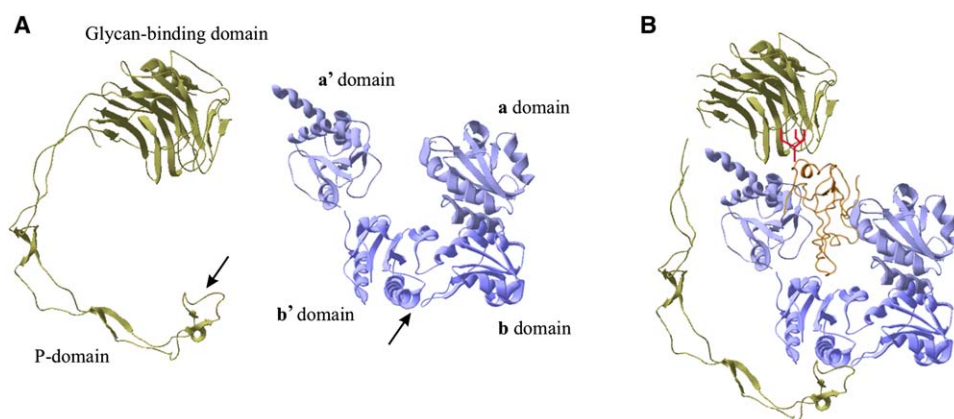 A
Glycan-binding domain
a’ domain
a domain
b’ domain
b domain
P-domain
B